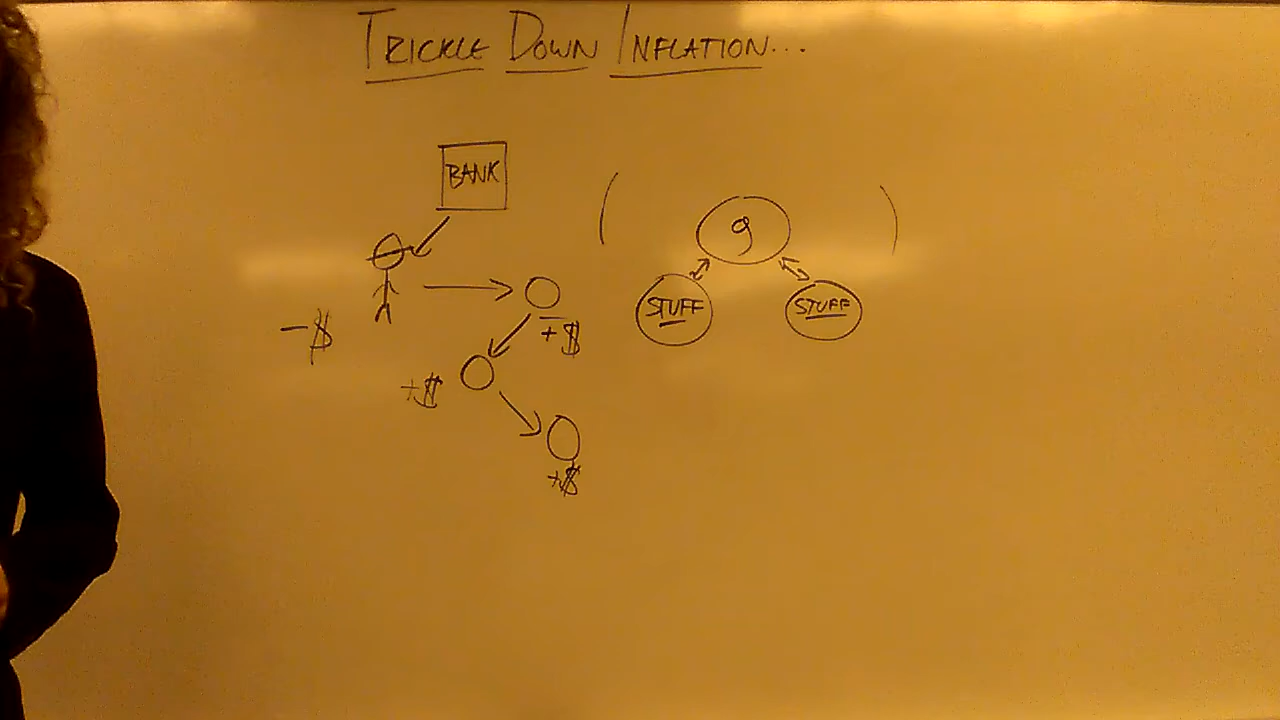 TRICKLE DOWN INFLATION...
BANK
g
STUFF
STUFF
-$
+$
+$
+$